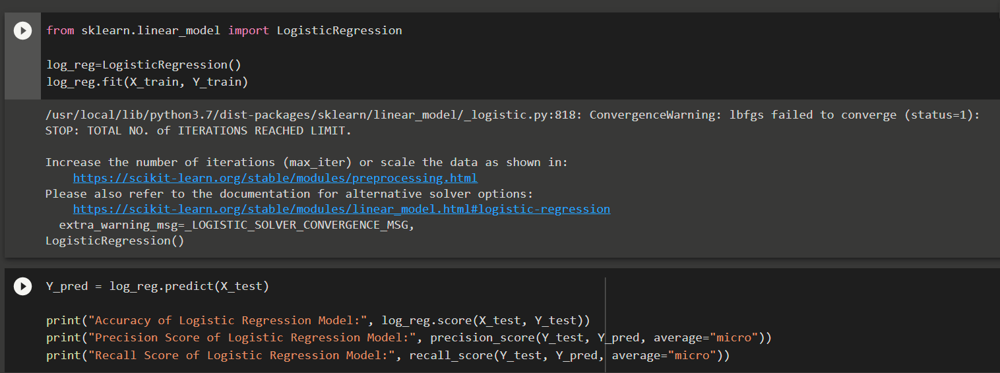 from sklearn.linear_model import LogisticRegression
log_reg=LogisticRegression()
log_reg.fit(X_train, Y_train)
/usr/local/lib/python3.7/dist-packages/sklearn/linear_model/_logistic.py:818: ConvergenceWarning: lbfgs failed to converge (status=1):
STOP: TOTAL NO. of ITERATIONS REACHED LIMIT.
Increase the number of iterations (max_iter) or scale the data as shown in:
https://scikit-learn.org/stable/modules/preprocessing.html
Please also refer to the documentation for alternative solver options:
https://scikit-learn.org/stable/modules/linear_model.html#logistic-regression
extra_warning_msg=_LOGISTIC_SOLVER_CONVERGENCE_MSG,
LogisticRegression()
Y_pred = log_reg.predict(X_test)
print("Accuracy of Logistic Regression Model:", log_reg.score(X_test, Y_test))
print("Precision Score of Logistic Regression Model:", precision_score(Y_test, Y_pred, average="micro"))
print("Recall Score of Logistic Regression Model:", recall_score(Y_test, Y_pred, average="micro"))